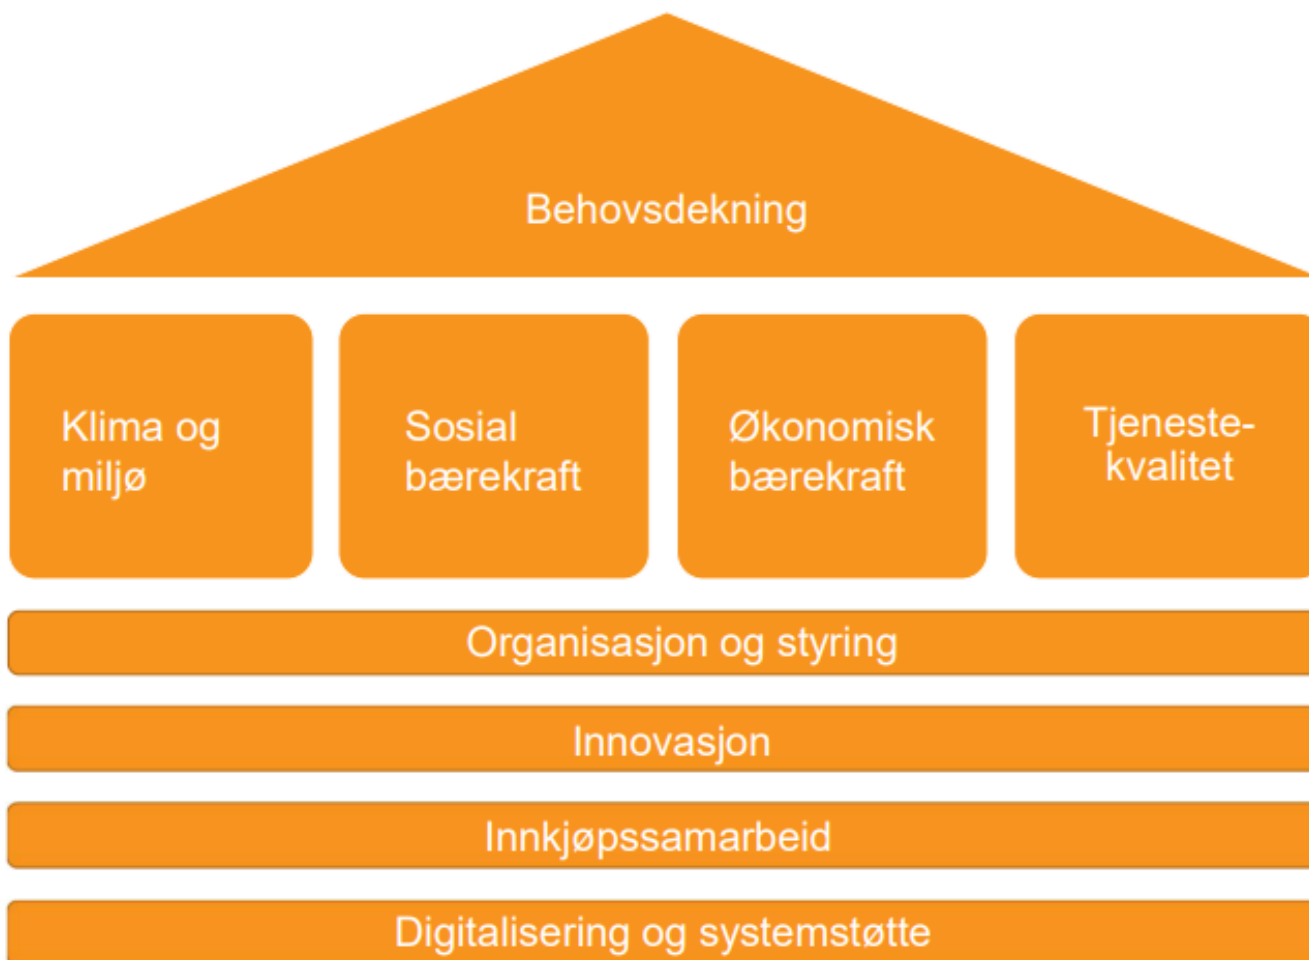 Behovsdekning
Klima og
miljø
Sosial
bærekraft
Økonomisk
bærekraft
Tjeneste-
kvalitet
Organisasjon og styring
Innovasjon
Innkjøpssamarbeid
Digitalisering og systemstøtte